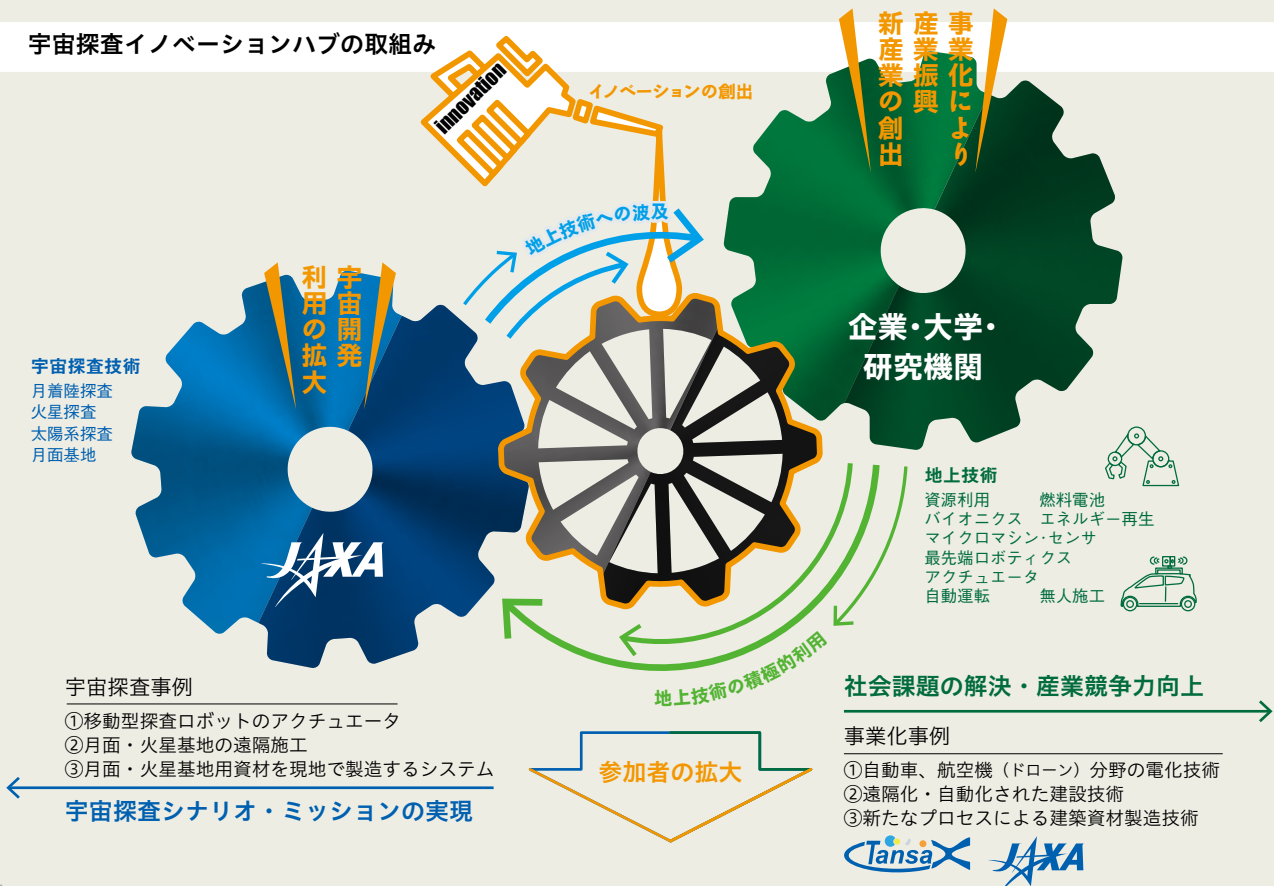 宇宙探査イノベーションハブの取組み
innovation
イノベーションの創出
事業化により
産業振興
新産業の創出
地上技術への波及
宇宙開発
利用の拡大
企業・大学・
研究機関
宇宙探査技術
月着陸探査
火星探査
太陽系探査
月面基地
JAXA
地上技術
資源利用 燃料電池
バイオニクス エネルギー再生
マイクロマシン・センサ
最先端ロボティクス
アクチュエータ
自動運転 無人施工
地上技術の積極的利用
宇宙探査事例
①移動型探査ロボットのアクチュエータ
②月面・火星基地の遠隔施工
③月面・火星基地用資材を現地で製造するシステム
宇宙探査シナリオ・ミッションの実現
参加者の拡大
社会課題の解決・産業競争力向上
事業化事例
①自動車、航空機（ドローン）分野の電化技術
②遠隔化・自動化された建設技術
③新たなプロセスによる建築資材製造技術
TansaX
JAXA